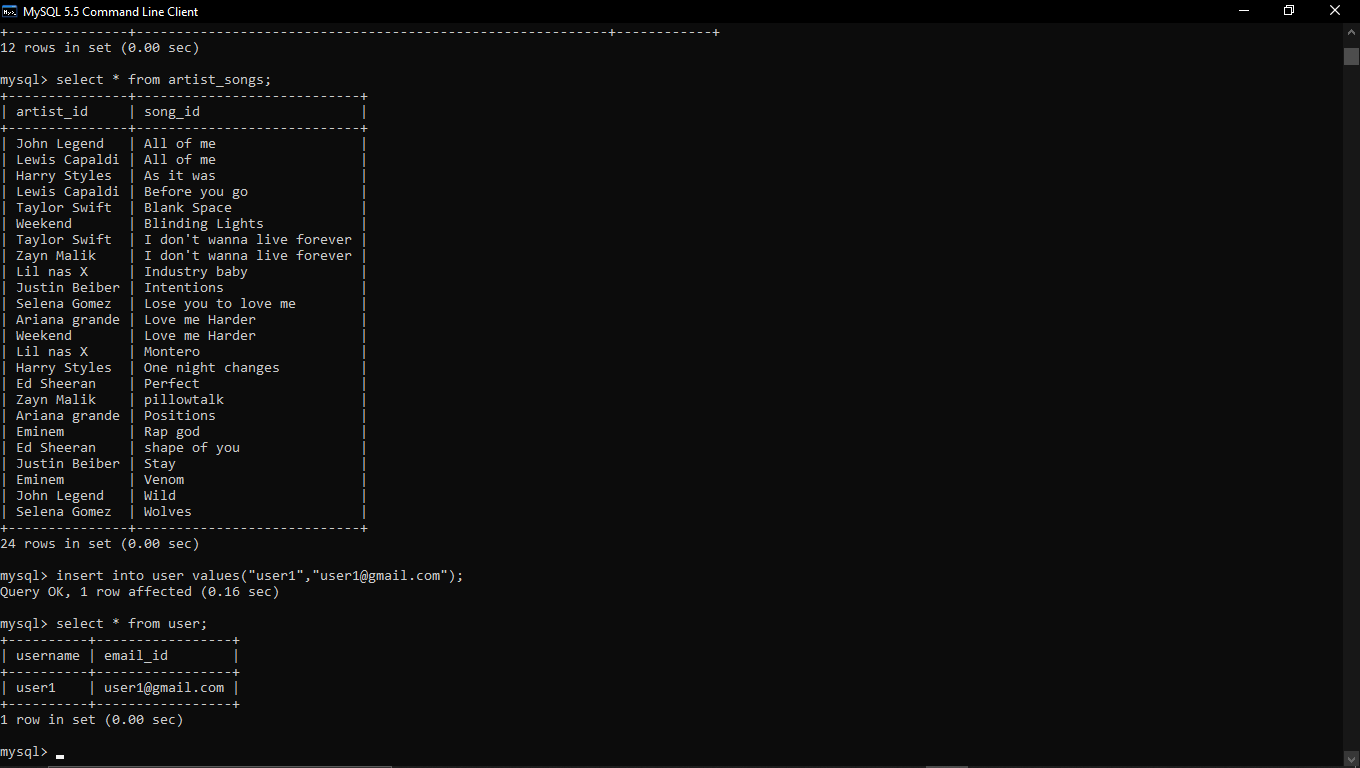 MySQL 5.5 Command Line Client
+---------------+-----------------------------------------------------------+------------+
12 rows in set (0.00 sec)
mysql> select * from artist_songs;
+---------------+----------------------------+
| artist_id     | song_id                    |
+---------------+----------------------------+
| John Legend   | All of me                  |
| Lewis Capaldi | All of me                  |
| Harry Styles  | As it was                  |
| Lewis Capaldi | Before you go              |
| Taylor Swift  | Blank Space                |
| Weekend       | Blinding Lights            |
| Taylor Swift  | I don't wanna live forever |
| Zayn Malik    | I don't wanna live forever |
| Lil nas X     | Industry baby              |
| Justin Beiber | Intentions                 |
| Selena Gomez  | Lose you to love me        |
| Ariana grande | Love me Harder             |
| Weekend       | Love me Harder             |
| Lil nas X     | Montero                    |
| Harry Styles  | One night changes          |
| Ed Sheeran    | Perfect                    |
| Zayn Malik    | pillowtalk                 |
| Ariana grande | Positions                  |
| Eminem        | Rap god                    |
| Ed Sheeran    | shape of you               |
| Justin Beiber | Stay                       |
| Eminem        | Venom                      |
| John Legend   | Wild                       |
| Selena Gomez  | Wolves                     |
+---------------+----------------------------+
24 rows in set (0.00 sec)
mysql> insert into user values("user1","user1@gmail.com");
Query OK, 1 row affected (0.16 sec)
mysql> select * from user;
+----------+-----------------+
| username | email_id        |
+----------+-----------------+
| user1    | user1@gmail.com |
+----------+-----------------+
1 row in set (0.00 sec)
mysql> _